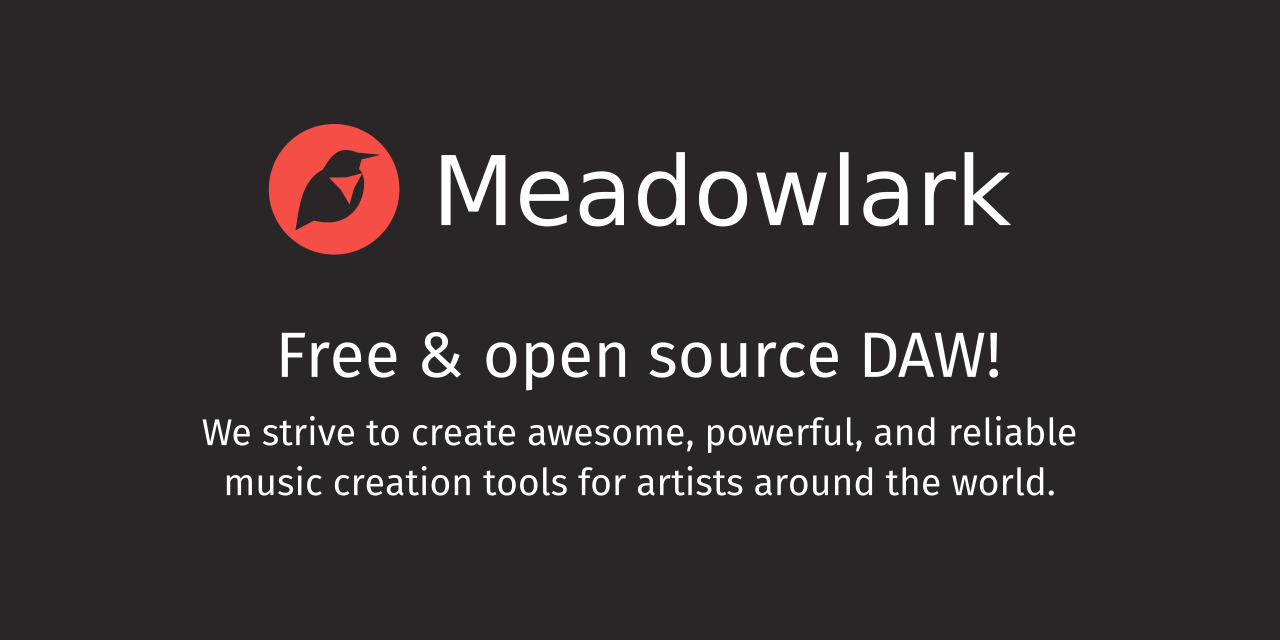 Meadowlark
Free & open source DAW!
We strive to create awesome, powerful, and reliable
music creation tools for artists around the world.